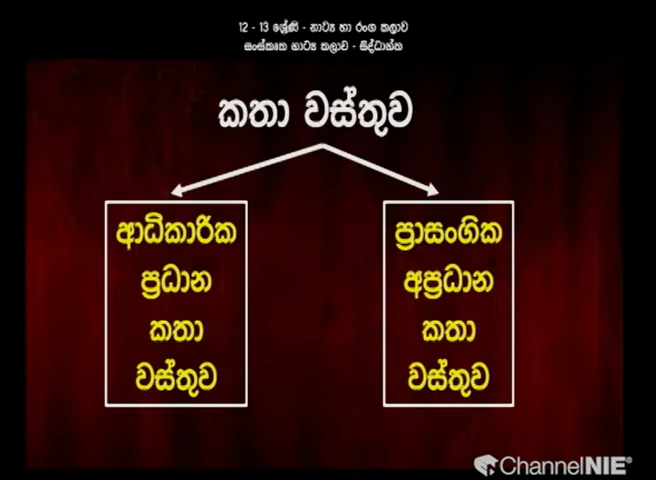 12 - 13 ශ්‍රේණි - නාට්‍ය හා රංග කලාව
සංස්කෘත නාට්‍ය කලාව - සිද්ධාන්ත
කතා වස්තුව
ආධිකාරික
ප්‍රධාන
කතා
වස්තුව
ප්‍රාසංගික
අප්‍රධාන
කතා
වස්තුව
ChannelNIE®